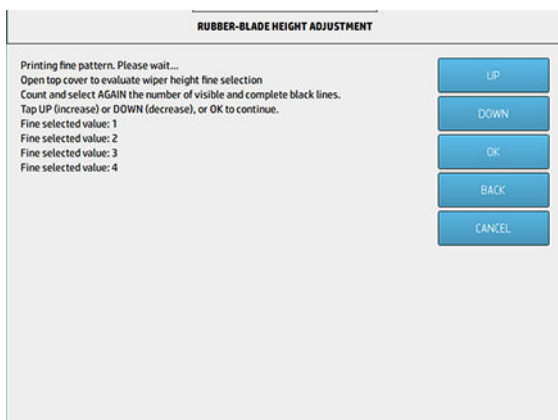 RUBBER-BLADE HEIGHT ADJUSTMENT
Printing fine pattern. Please wait...
Open top cover to evaluate wiper height fine selection
Count and select AGAIN the number of visible and complete black lines.
Tap UP (increase) or DOWN (decrease), or OK to continue.
Fine selected value: 1
Fine selected value: 2
Fine selected value: 3
Fine selected value: 4
UP
DOWN
OK
BACK
CANCEL